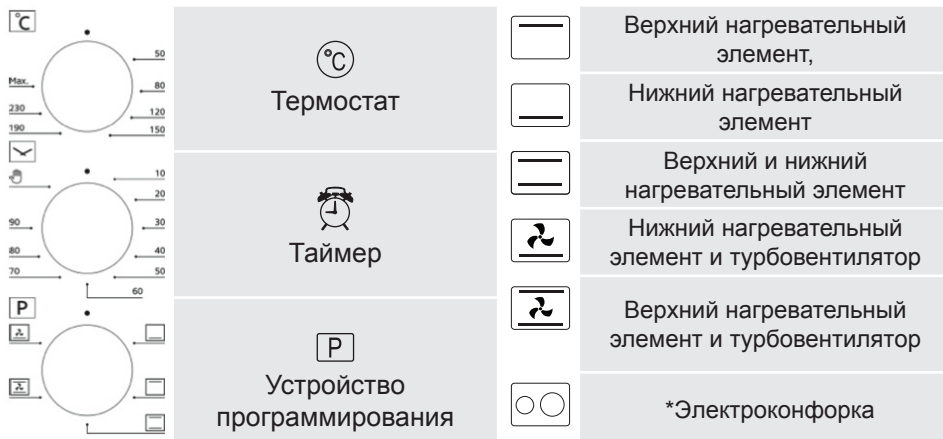 °C
50
Max.
80
230
120
190
150
°C
Термостат
10
20
90
30
80
40
70
50
60
Таймер
P
P
Устройство
программирования
Верхний нагревательный
элемент,
Нижний нагревательный
элемент
Верхний и нижний
нагревательный элемент
Нижний нагревательный
элемент и турбовентилятор
Верхний нагревательный
элемент и турбовентилятор
*Электроконфорка